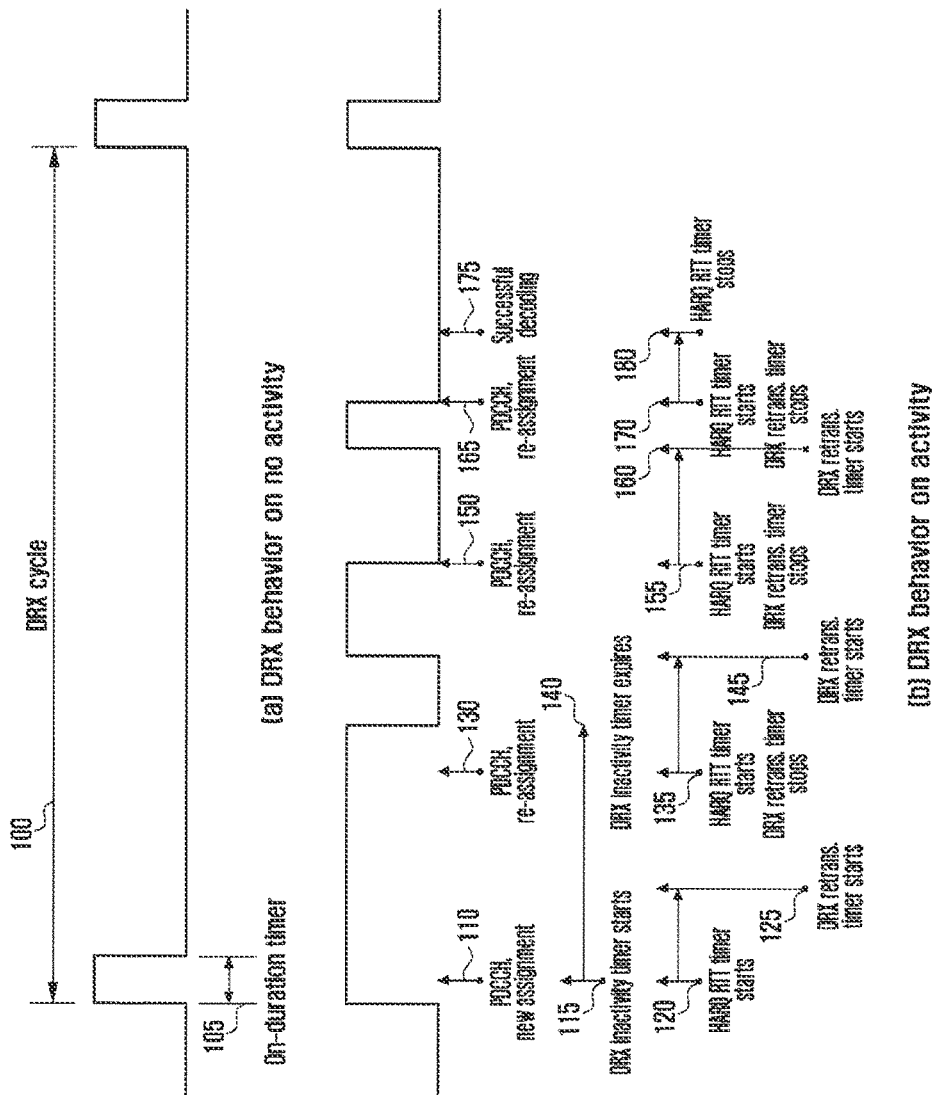 100
DRX cycle
105
On-duration timer
(a) DRX behavior on no activity
110
PDCCH,
new assignment
130
PDCCH,
re-assignment
150
PDCCH,
re-assignment
165
PDCCH,
re-assignment
175
Successful
decoding
115
DRX inactivity timer starts
140
DRX inactivity timer expires
120
HARQ RTT timer
starts
125
DRX retrans.
timer starts
135
HARQ RTT timer
starts
DRX retrans. timer
stops
145
DRX retrans.
timer starts
155
HARQ RTT timer
starts
DRX retrans. timer
stops
160
DRX retrans.
timer starts
170
HARQ RTT timer
starts
DRX retrans. timer
stops
180
HARQ RTT timer
stops
(b) DRX behavior on activity